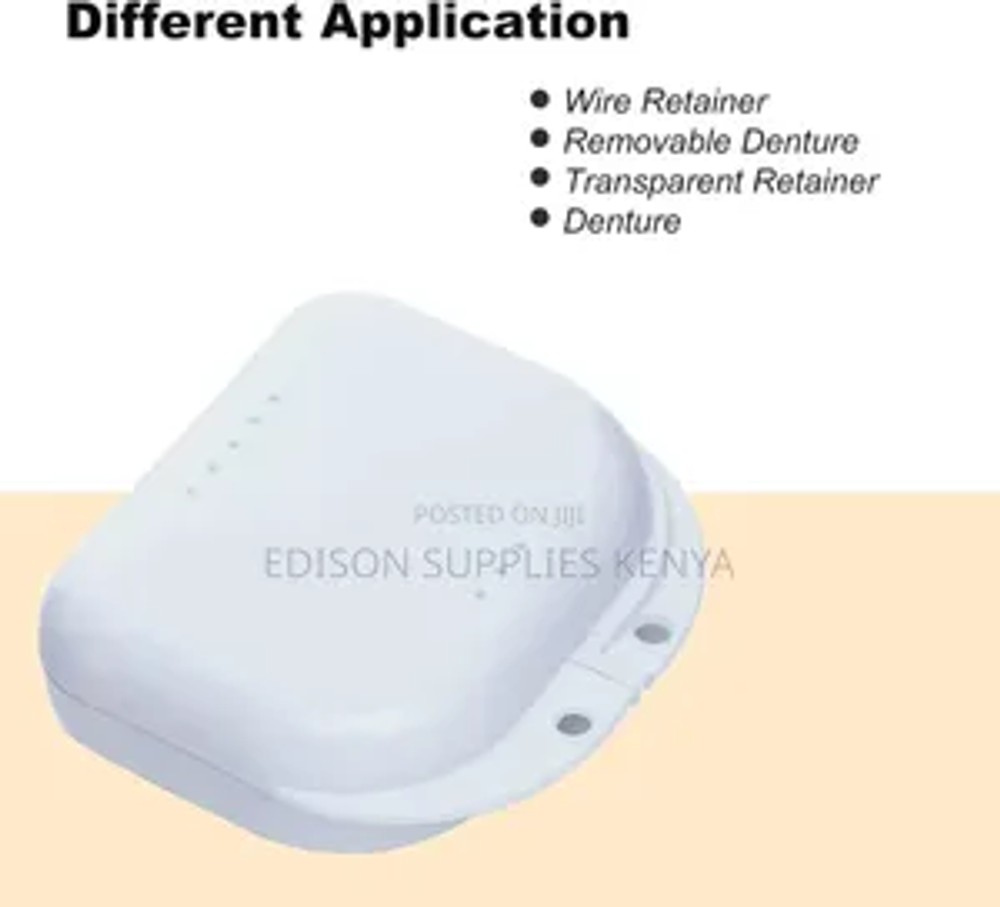 Different Application
Wire Retainer
Removable Denture
Transparent Retainer
Denture
POSTED ON JIJI
EDISON SUPPLIES KENYA